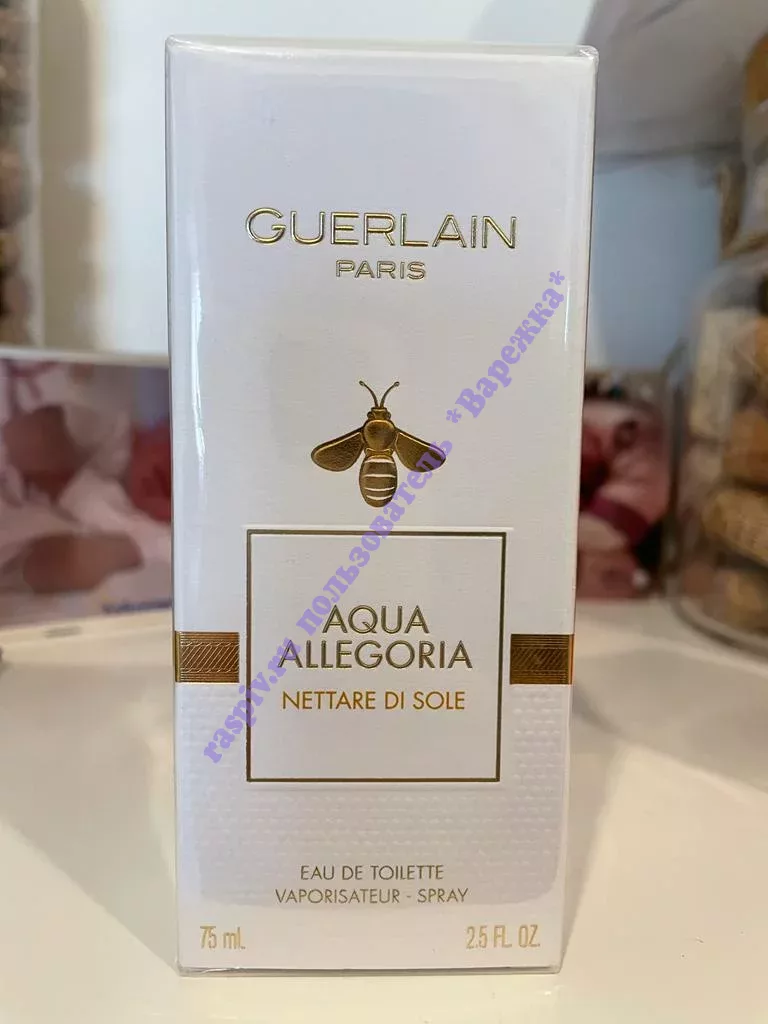 GUERLAIN
PARIS
AQUA
ALLEGORIA
NETTARE DI SOLE
EAU DE TOILETTE
VAPORISATEUR - SPRAY
75 mL 2.5 FL. OZ.
raspiv.ru пользователь *Варежка*